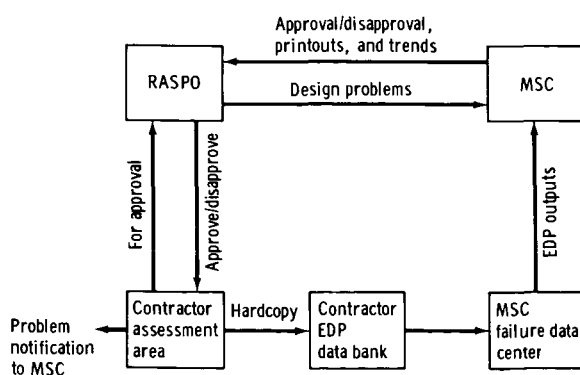 Approval/disapproval,
printouts, and trends
RASPO
MSC
Design problems
For approval
Approve/disapprove
EDP outputs
Problem
notification
to MSC
Contractor
assessment
area
Hardcopy
Contractor
EDP
data bank
MSC
failure data
center